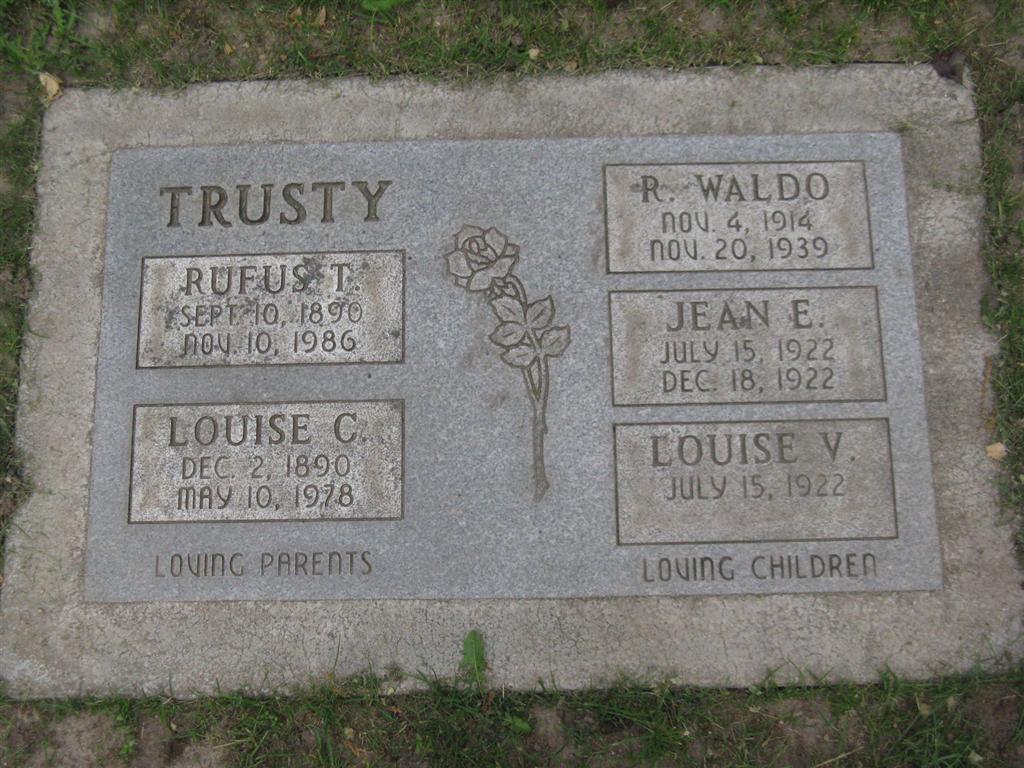 TRUSTY
RUFUS T.
SEPT. 10, 1890
NOV. 10, 1986
LOUISE C.
DEC. 2, 1890
MAY 10, 1978
LOVING PARENTS
R. WALDO
NOV. 4, 1914
NOV. 20, 1939
JEAN E.
JULY 15, 1922
DEC. 18, 1922
LOUISE V.
JULY 15, 1922
LOVING CHILDREN